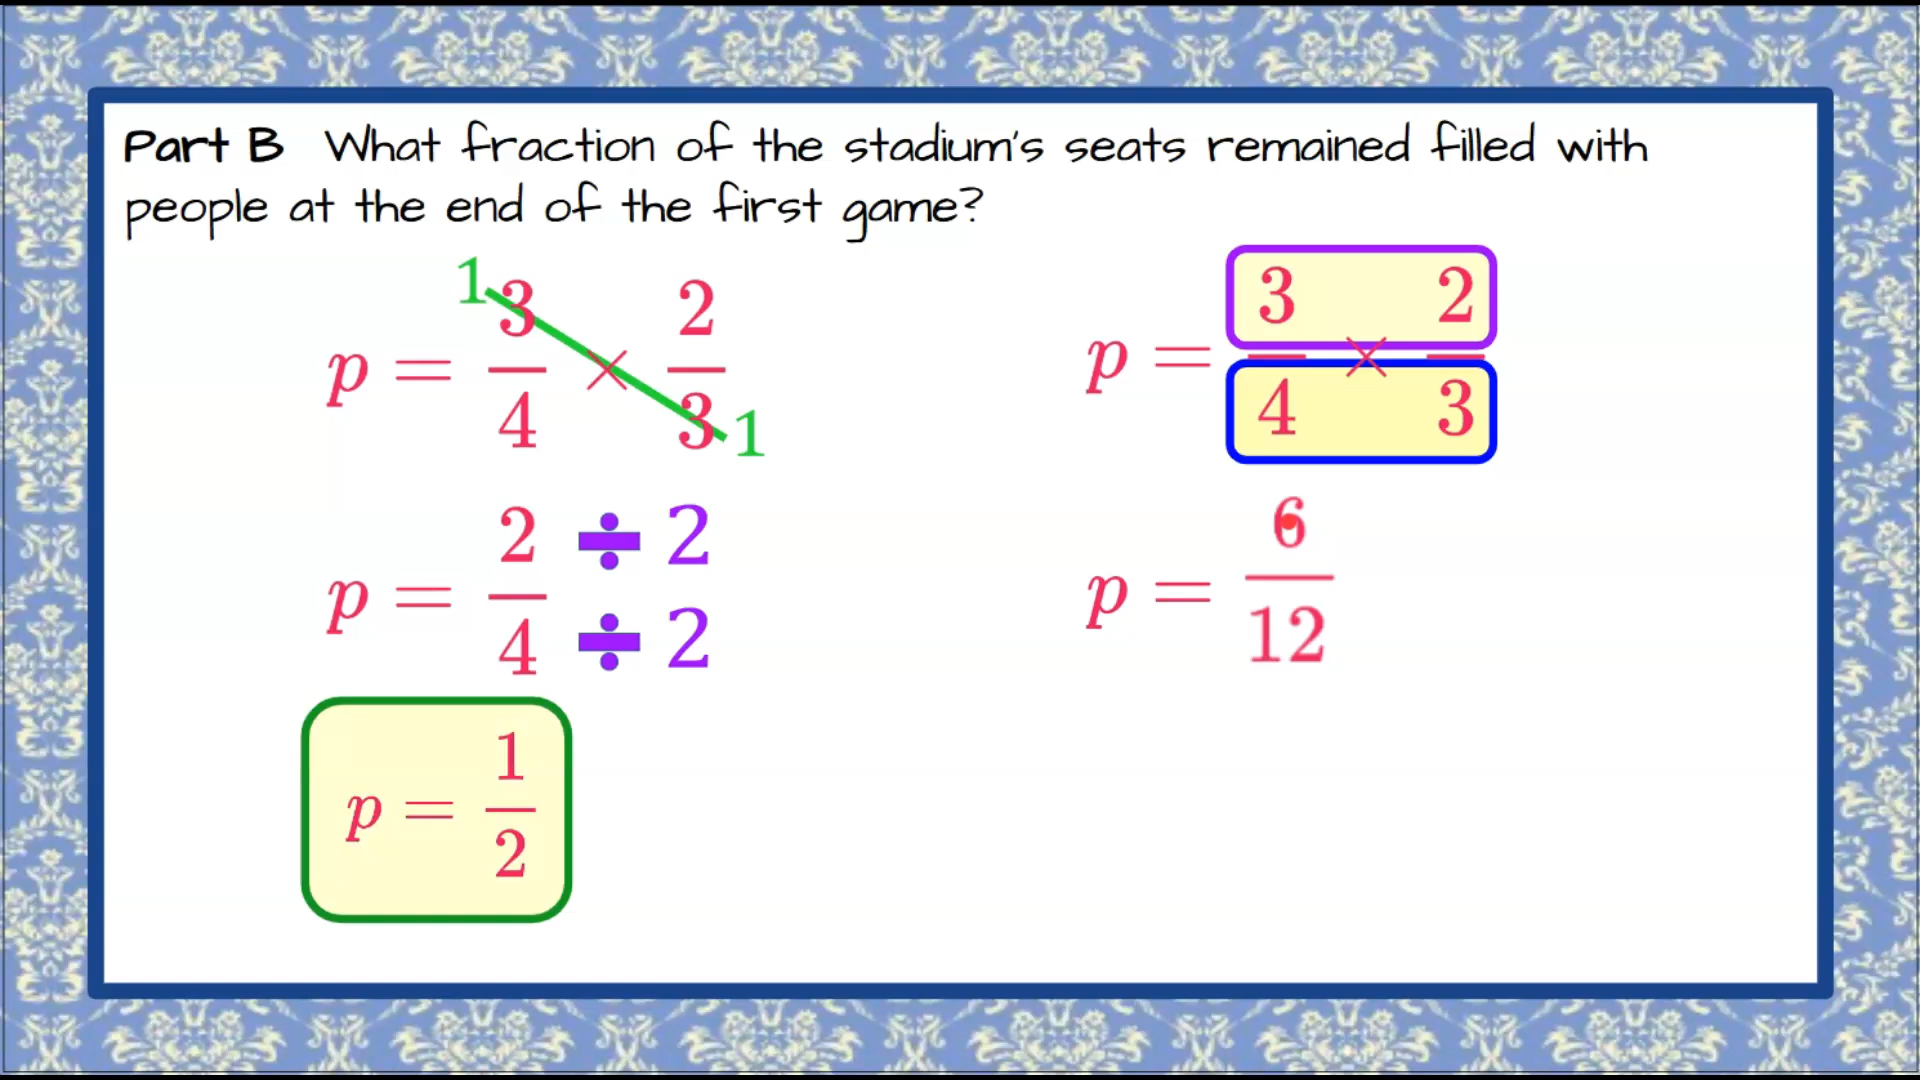 Part B What fraction of the stadium's seats remained filled with
people at the end of the first game?
1 3 2
p = — × —
4 3 1
2 ÷ 2
p = —
4 ÷ 2
1
p = —
2
3 2
p = — × —
4 3
6
p = —
12